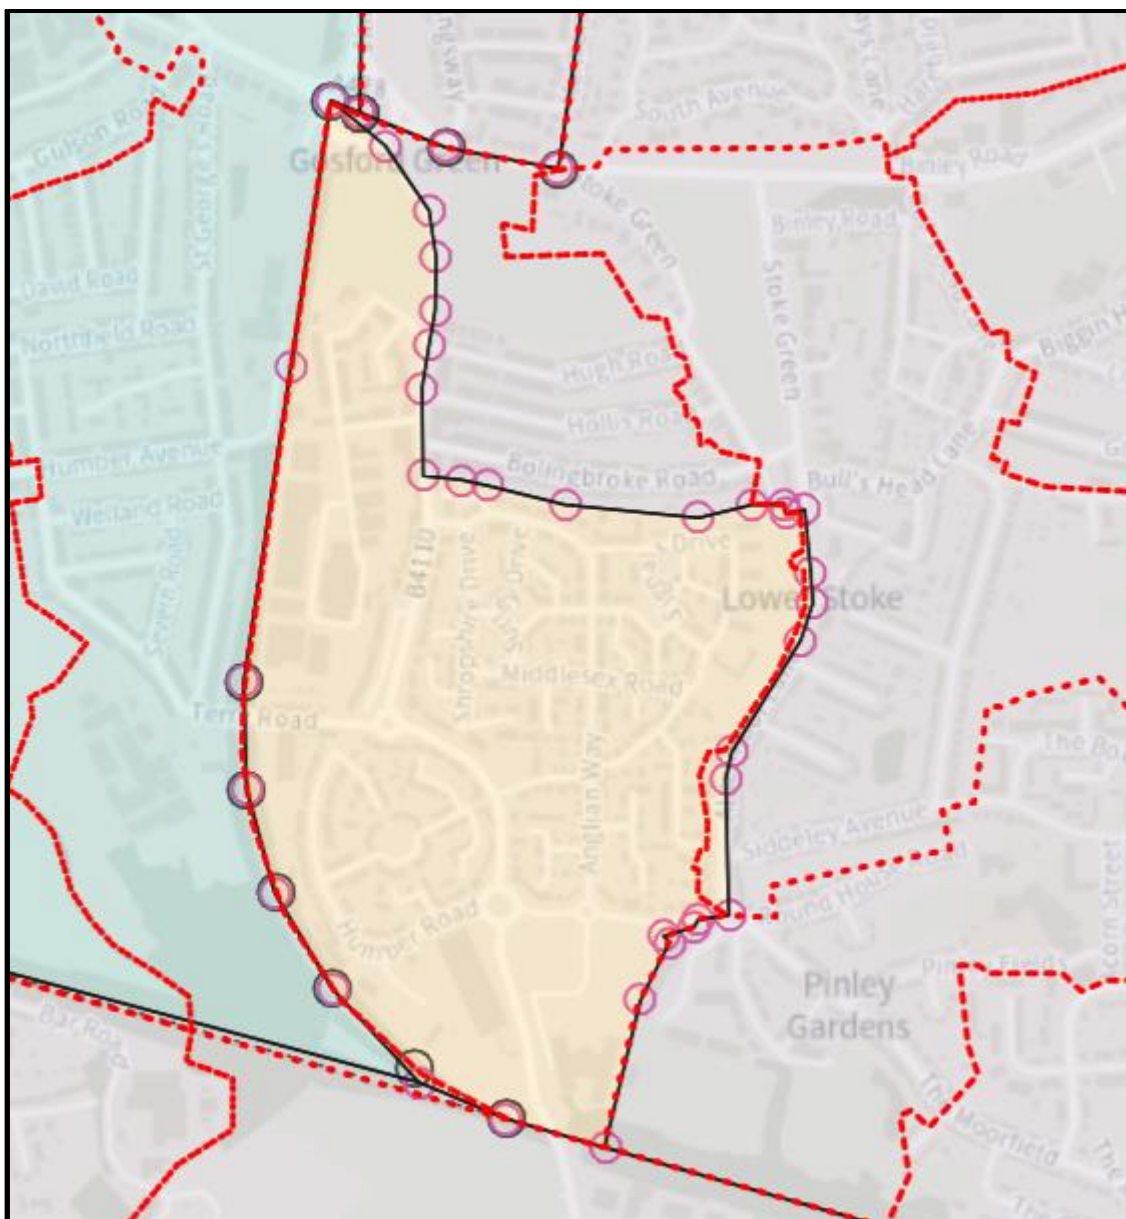 South Avenue
Gulson Road
Gosford Green
Binley Road
St George's Road
Stoke Green
Binley Road
David Road
Stoke Green
Northfield Road
Hugh Road
Hollis Road
Humber Avenue
Bolingbroke Road
Bull's Head Lane
Welland Road
B4110
Severn Road
Shropshire Drive
Drive
Lower Stoke
Middlesex Road
Terry Road
Anglian Way
Siddeley Avenue
Humber Road
Pinley Fields
Pinley
Gardens
Bar Road
The Moorfield